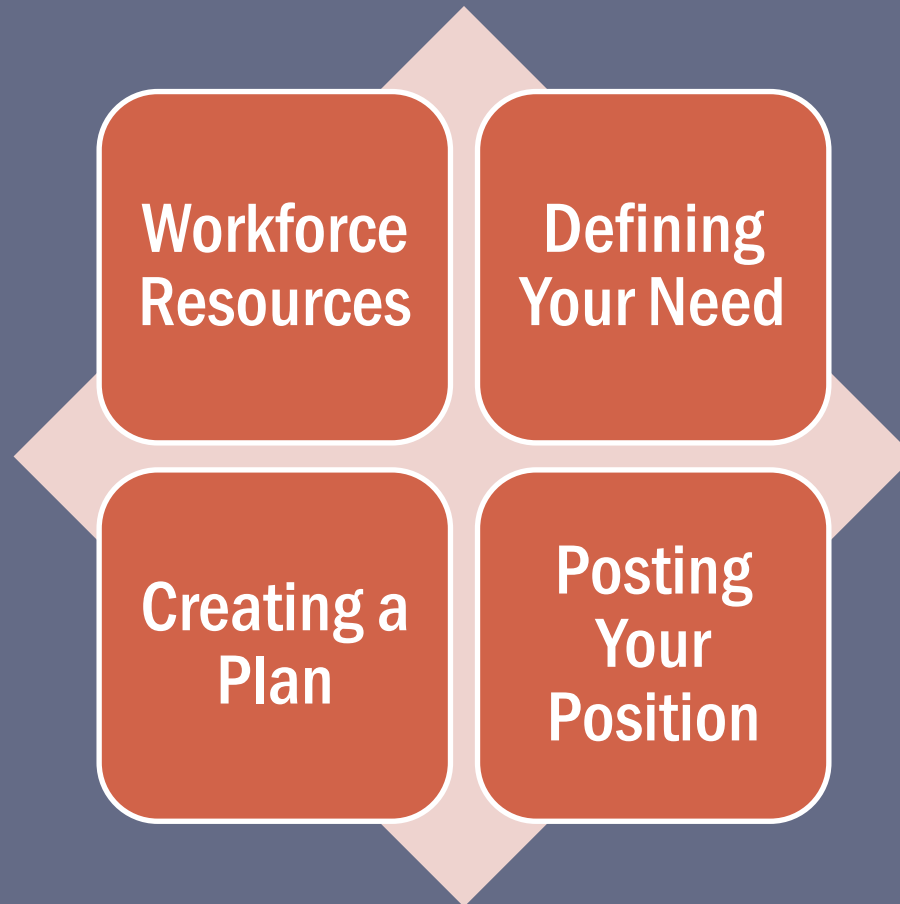 Workforce
Resources
Defining
Your Need
Creating a
Plan
Posting
Your
Position